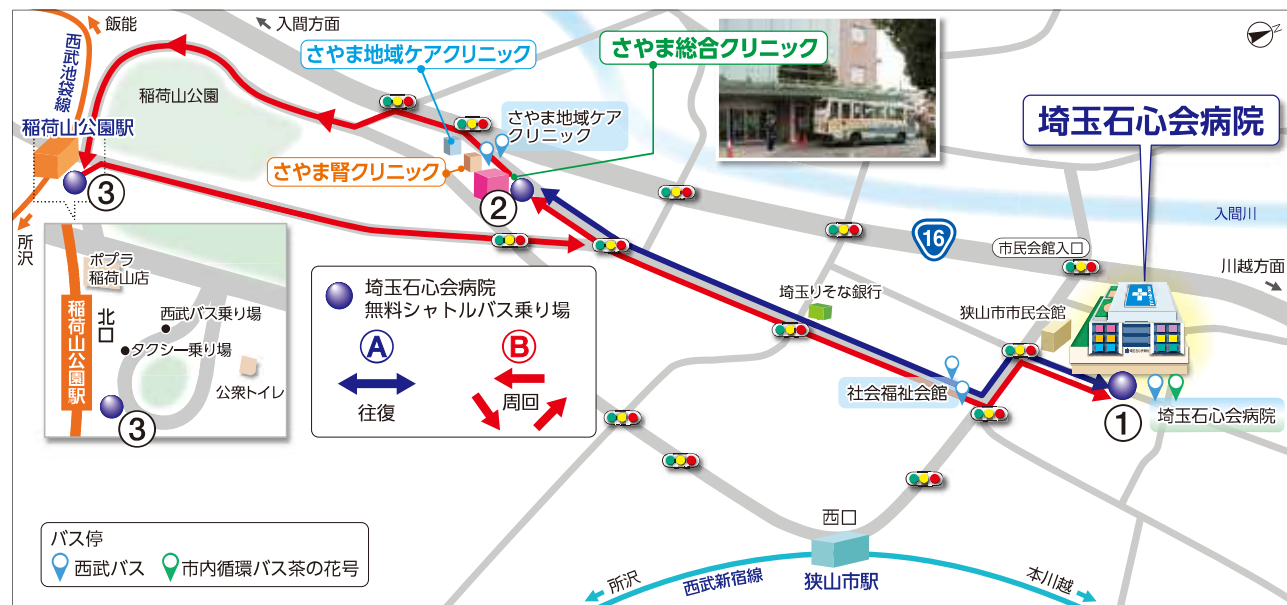 飯能
入間方面
西武池袋線
さやま地域ケアクリニック
さやま総合クリニック
N
稲荷山公園
稲荷山公園駅
さやま地域ケア
クリニック
埼玉石心会病院
さやま腎クリニック
③
②
入間川
所沢
16
市民会館入口
川越方面
ポプラ
稲荷山店
北口
西武バス乗り場
タクシー乗り場
稲荷山公園駅
公衆トイレ
③
埼玉石心会病院
無料シャトルバス乗り場
A
B
往復
周回
埼玉りそな銀行
狭山市市民会館
社会福祉会館
①
埼玉石心会病院
西口
バス停
西武バス
市内循環バス茶の花号
所沢
西武新宿線
狭山市駅
本川越